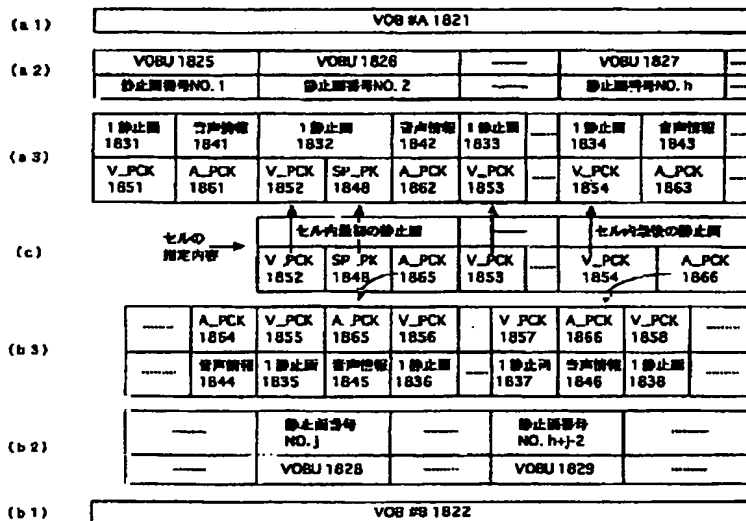 (a1) VOB #A 1821
(a2) VOBU 1825 VOBU 1826 —— VOBU 1827
静止画番号NO. 1 静止画番号NO. 2 —— 静止画番号NO. h
(a3) 1 静止画 音声情報 1 静止画 音声情報 1 静止画 1 静止画 音声情報
1831 1841 1832 1842 1833 1834 1843
V_PCK A_PCK V_PCK SP_PK A_PCK V_PCK V_PCK A_PCK
1851 1861 1852 1848 1862 1853 1854 1863
(c) セルの指定内容 セル内最初の静止画 —— セル内最後の静止画
V_PCK SP_PK A_PCK V_PCK V_PCK A_PCK
1852 1848 1865 1853 1854 1866
(b3) A_PCK V_PCK A_PCK V_PCK V_PCK A_PCK V_PCK
1864 1855 1865 1856 1857 1866 1858
音声情報 1 静止画 音声情報 1 静止画 1 静止画 音声情報 1 静止画
1844 1835 1845 1836 1837 1846 1838
(b2) 静止画番号 静止画番号
NO. j NO. h+j-2
VOBU 1828 VOBU 1829
(b1) VOB #B 1822